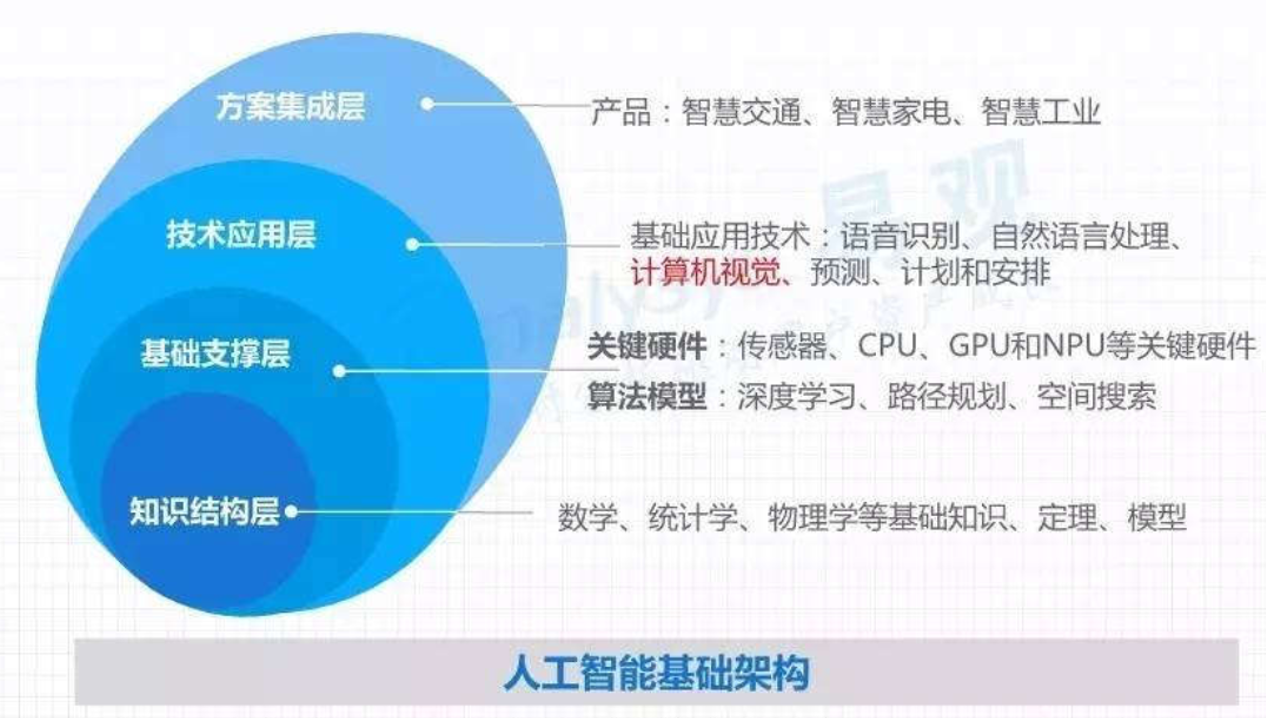 方案集成层
产品：智慧交通、智慧家电、智慧工业
技术应用层
基础应用技术：语音识别、自然语言处理、
计算机视觉、预测、计划和安排
基础支撑层
关键硬件：传感器、CPU、GPU和NPU等关键硬件
算法模型：深度学习、路径规划、空间搜索
知识结构层
数学、统计学、物理学等基础知识、定理、模型
人工智能基础架构
易观